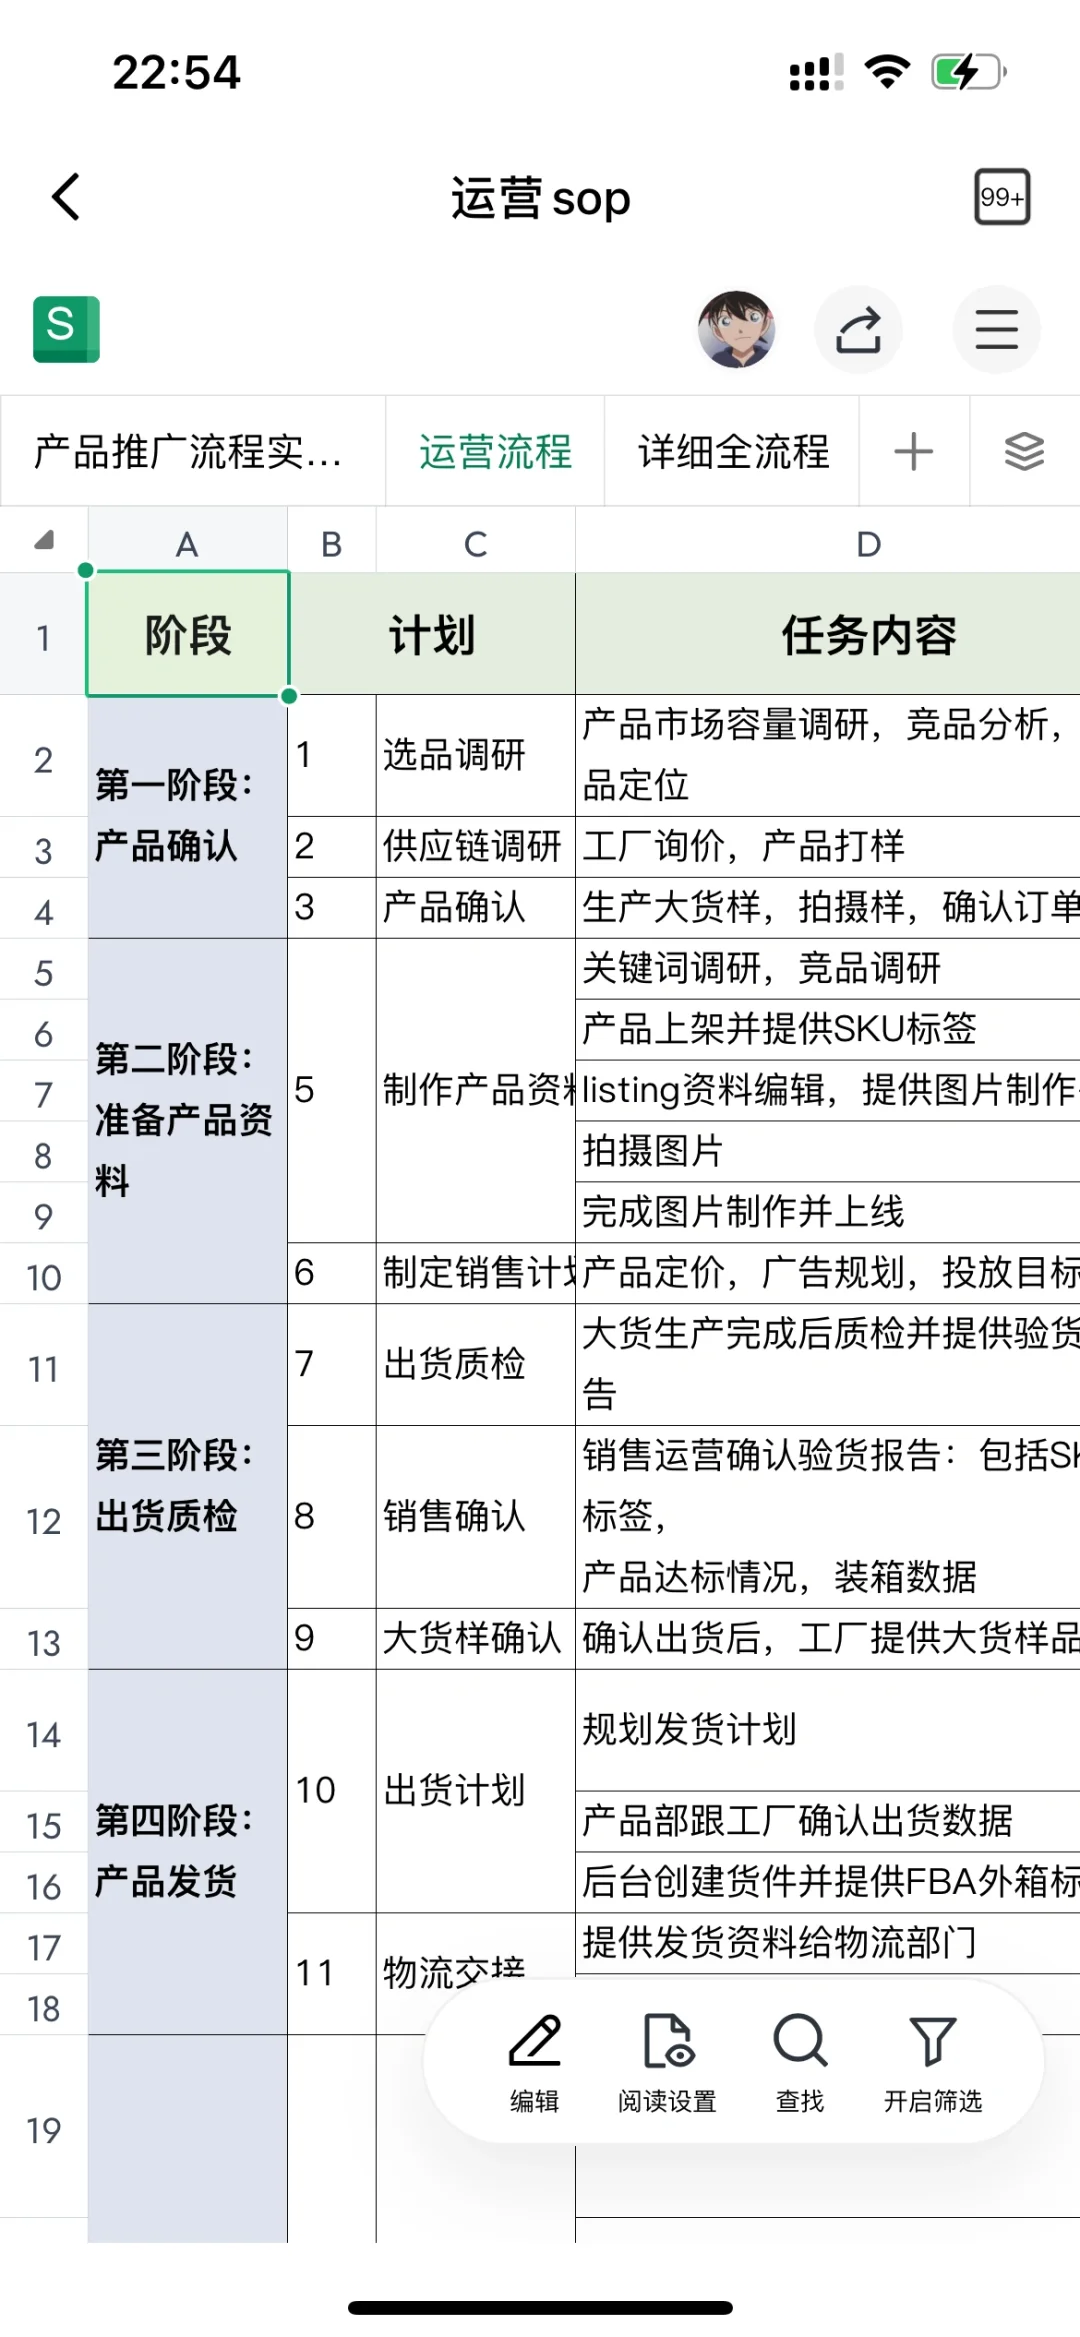 22:54
运营sop
99+
S
产品推广流程实...
运营流程
详细全流程
A B C D
1 阶段 计划 任务内容
2 第一阶段：产品确认 1 选品调研 产品市场容量调研，竞品分析，
品定位
3 2 供应链调研 工厂询价，产品打样
4 3 产品确认 生产大货样，拍摄样，确认订单
5 第二阶段：准备产品资料 5 制作产品资 关键词调研，竞品调研
6 产品上架并提供SKU标签
7 listing资料编辑，提供图片制作
8 拍摄图片
9 完成图片制作并上线
10 6 制定销售计 产品定价，广告规划，投放目标
11 第三阶段：出货质检 7 出货质检 大货生产完成后质检并提供验货
告
12 8 销售确认 销售运营确认验货报告：包括SK
标签，
产品达标情况，装箱数据
13 9 大货样确认 确认出货后，工厂提供大货样品
14 第四阶段：产品发货 10 出货计划 规划发货计划
15 产品部跟工厂确认出货数据
16 后台创建货件并提供FBA外箱标
17 11 物流交接 提供发货资料给物流部门
18
19
编辑 阅读设置 查找 开启筛选